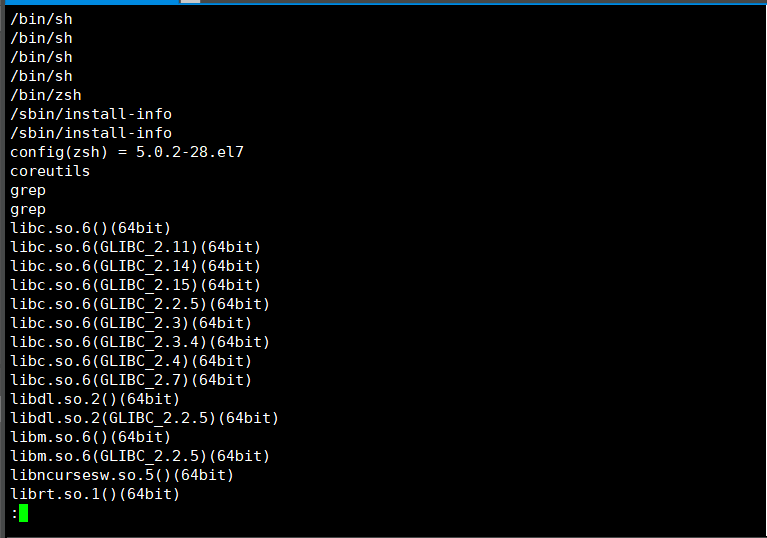 /bin/sh
/bin/sh
/bin/sh
/bin/sh
/bin/zsh
/sbin/install-info
/sbin/install-info
config(zsh) = 5.0.2-28.el7
coreutils
grep
grep
libc.so.6()(64bit)
libc.so.6(GLIBC_2.11)(64bit)
libc.so.6(GLIBC_2.14)(64bit)
libc.so.6(GLIBC_2.15)(64bit)
libc.so.6(GLIBC_2.2.5)(64bit)
libc.so.6(GLIBC_2.3)(64bit)
libc.so.6(GLIBC_2.3.4)(64bit)
libc.so.6(GLIBC_2.4)(64bit)
libc.so.6(GLIBC_2.7)(64bit)
libdl.so.2()(64bit)
libdl.so.2(GLIBC_2.2.5)(64bit)
libm.so.6()(64bit)
libm.so.6(GLIBC_2.2.5)(64bit)
libncursesw.so.5()(64bit)
librt.so.1()(64bit)
: